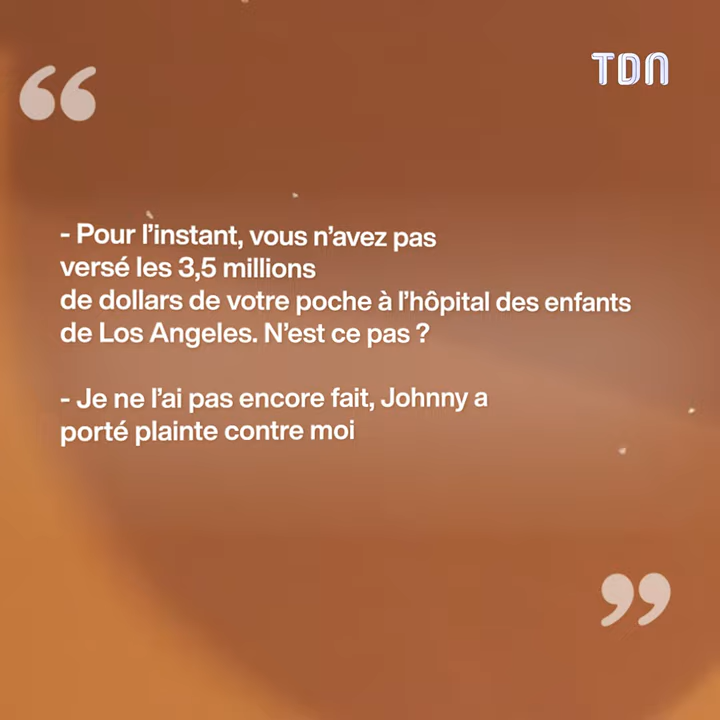 TDN
- Pour l'instant, vous n'avez pas
versé les 3,5 millions
de dollars de votre poche à l'hôpital des enfants
de Los Angeles. N'est ce pas ?
- Je ne l'ai pas encore fait, Johnny a
porté plainte contre moi